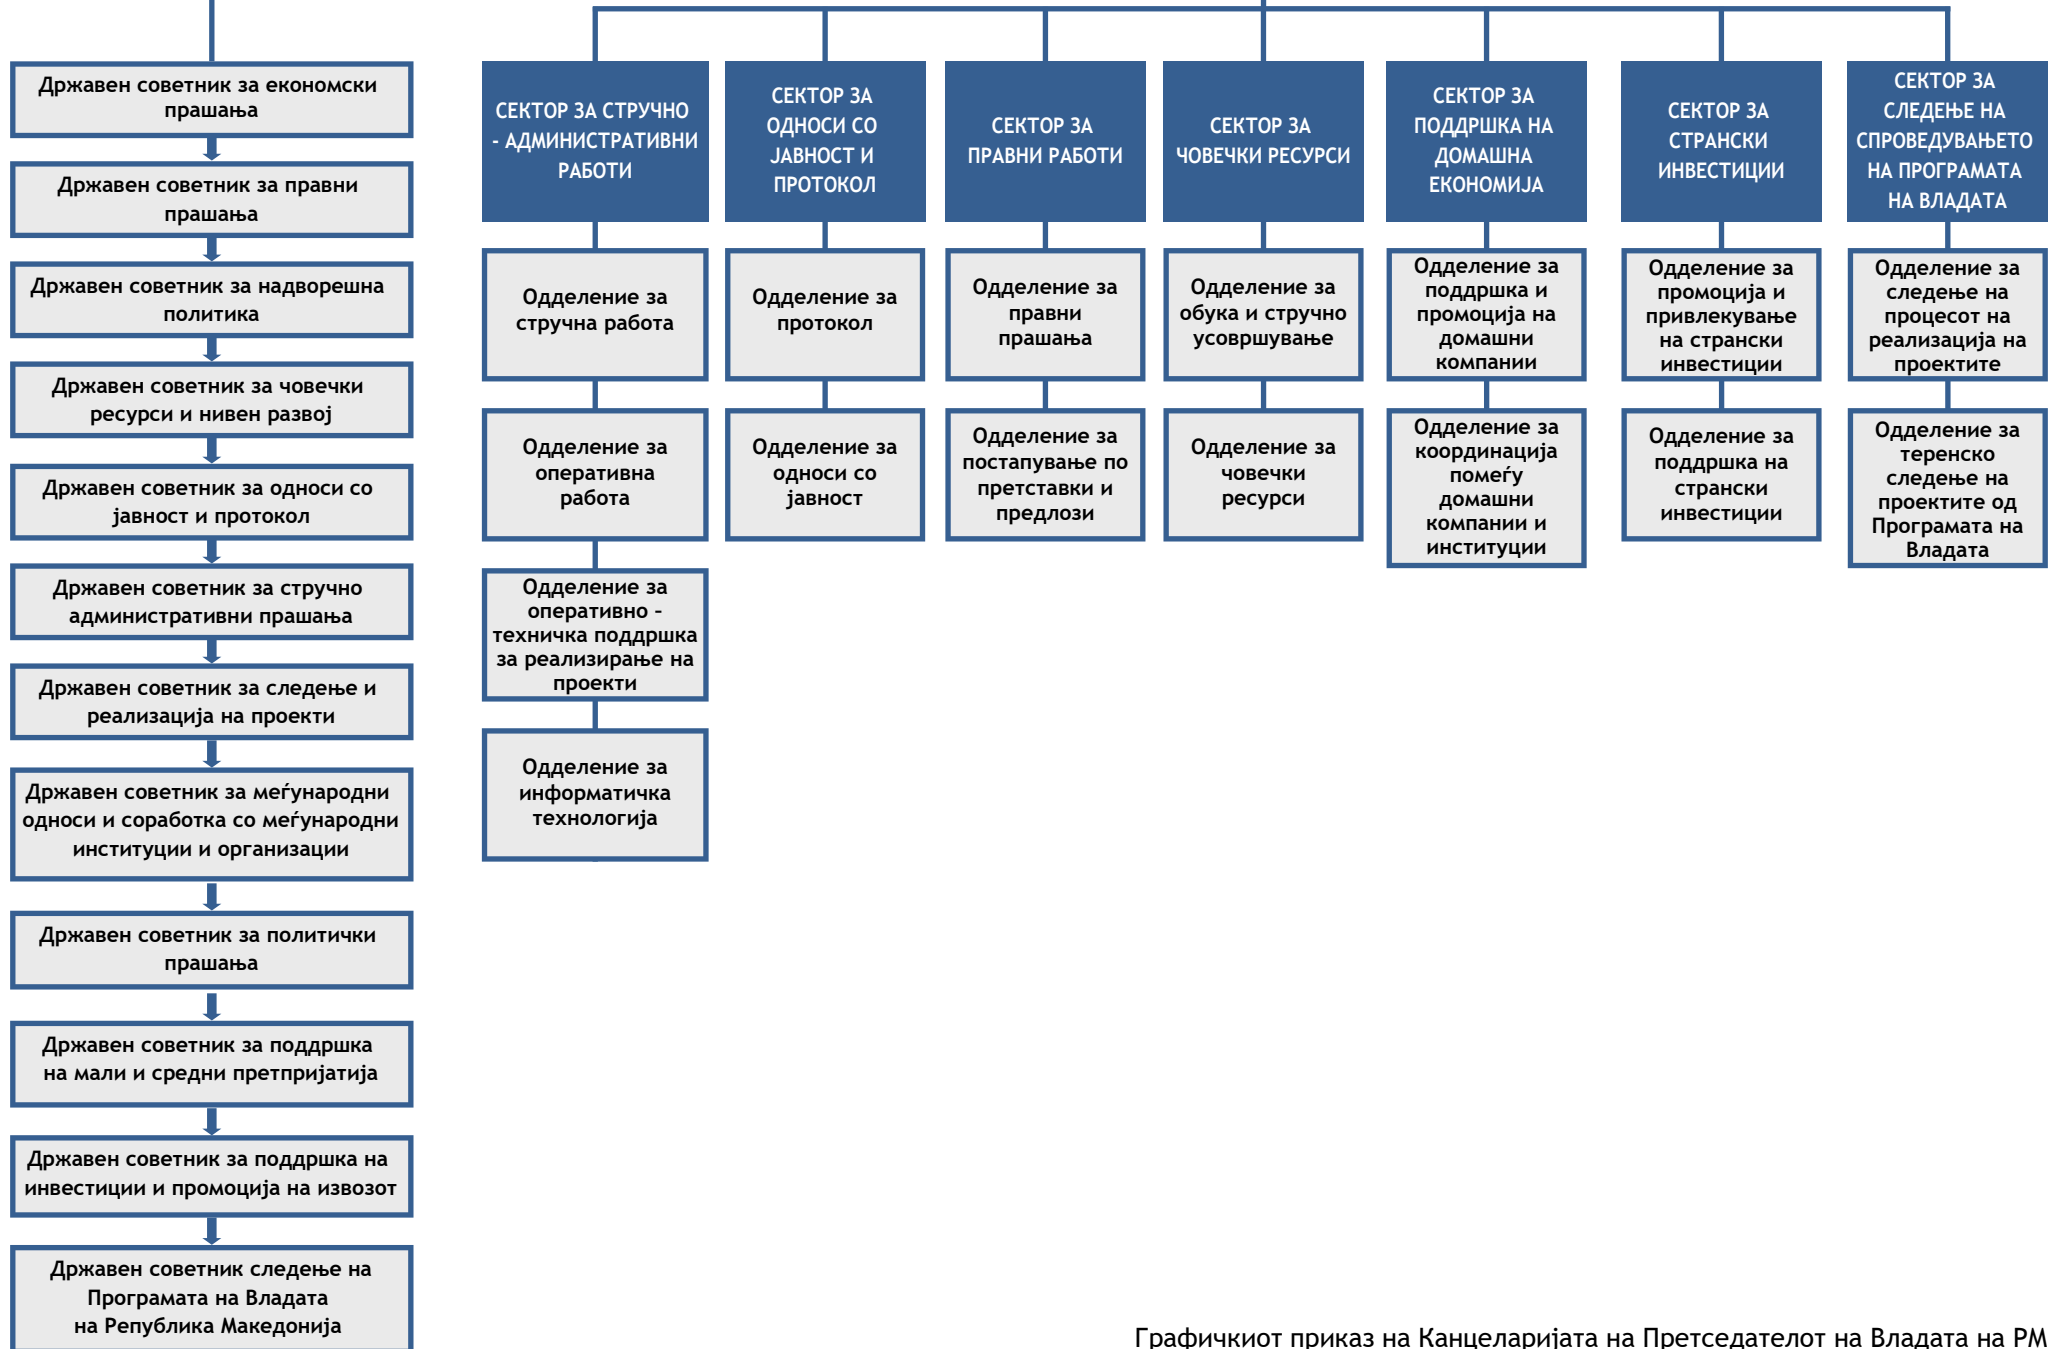 Државен советник за економски
прашања
Државен советник за правни
прашања
Државен советник за надворешна
политика
Државен советник за човечки
ресурси и нивен развој
Државен советник за односи со
јавност и протокол
Државен советник за стручно
административни прашања
Државен советник за следење и
реализација на проекти
Државен советник за меѓународни
односи и соработка со меѓународни
институции и организации
Државен советник за политички
прашања
Државен советник за поддршка
на мали и средни претпријатија
Државен советник за поддршка на
инвестиции и промоција на извозот
Државен советник следење на
Програмата на Владата
на Република Македонија
СЕКТОР ЗА СТРУЧНО
- АДМИНИСТРАТИВНИ
РАБОТИ
Одделение за
стручна работа
Одделение за
оперативна
работа
Одделение за
оперативно –
техничка поддршка
за реализирање на
проекти
Одделение за
информатичка
технологија
СЕКТОР ЗА
ОДНОСИ СО
ЈАВНОСТ И
ПРОТОКОЛ
Одделение за
протокол
Одделение за
односи со
јавност
СЕКТОР ЗА
ПРАВНИ РАБОТИ
Одделение за
правни
прашања
Одделение за
постапување по
претставки и
предлози
СЕКТОР ЗА
ЧОВЕЧКИ РЕСУРСИ
Одделение за
обука и стручно
усовршување
Одделение за
човечки
ресурси
СЕКТОР ЗА
ПОДДРШКА НА
ДОМАШНА
ЕКОНОМИЈА
Одделение за
поддршка и
промоција на
домашни
компании
Одделение за
координација
помеѓу
домашни
компании и
институции
СЕКТОР ЗА
СТРАНСКИ
ИНВЕСТИЦИИ
Одделение за
промоција и
привлекување
на странски
инвестиции
Одделение за
поддршка на
странски
инвестиции
СЕКТОР ЗА
СЛЕДЕЊЕ НА
СПРОВЕДУВАЊЕТО
НА ПРОГРАМАТА
НА ВЛАДАТА
Одделение за
следење на
процесот на
реализација на
проектите
Одделение за
теренско
следење на
проектите од
Програмата на
Владата
Графичкиот приказ на Канцеларијата на Претседателот на Владата на РМ